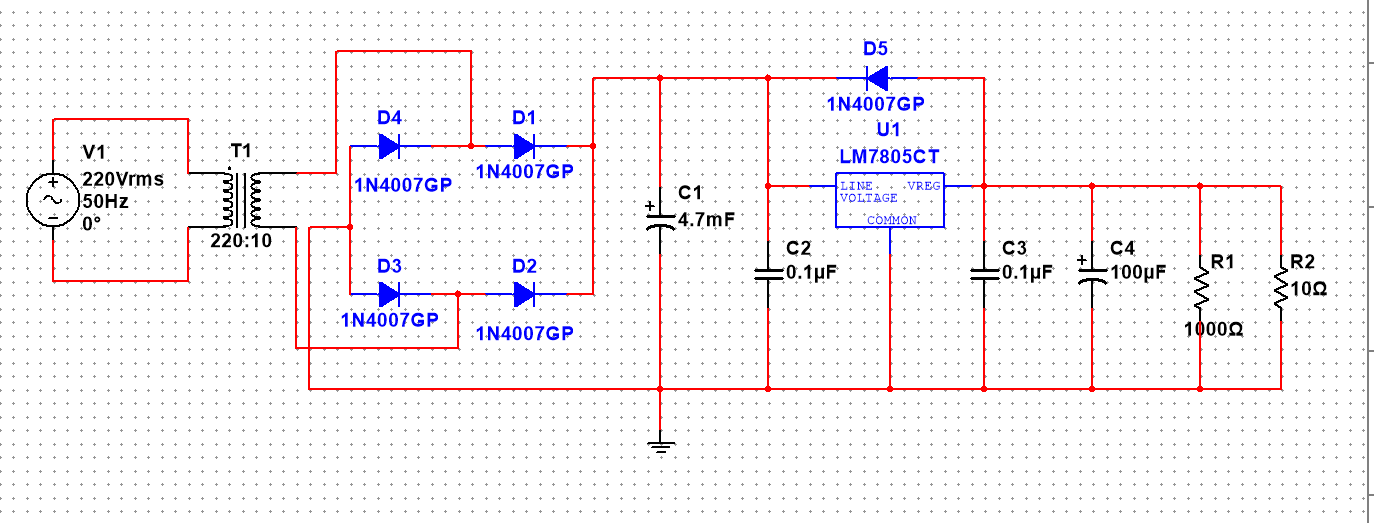 V1
220Vrms
50Hz
0°
T1
220:10
D4
1N4007GP
D1
1N4007GP
D3
1N4007GP
D2
1N4007GP
C1
4.7mF
D5
1N4007GP
U1
LM7805CT
LINE VREG
VOLTAGE
COMMON
C2
0.1µF
C3
0.1µF
C4
100µF
R1
1000Ω
R2
10Ω